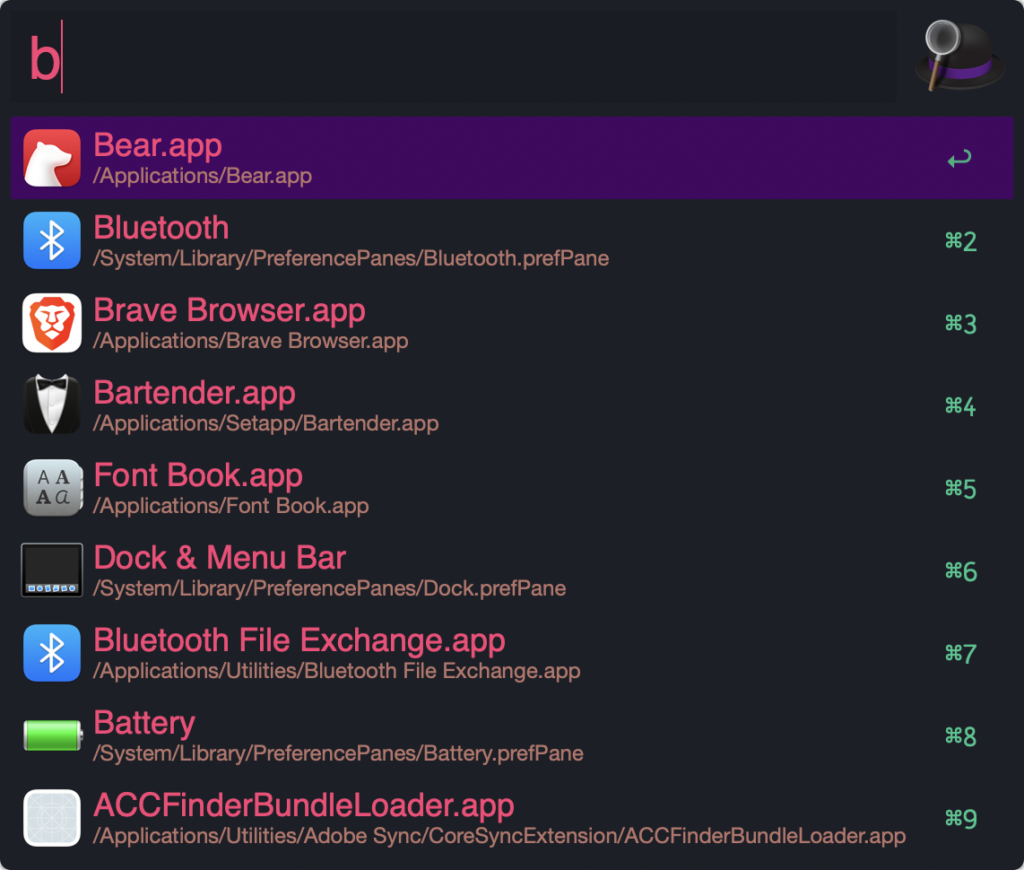 b
Bear.app
/Applications/Bear.app
↩
Bluetooth
/System/Library/PreferencePanes/Bluetooth.prefPane
⌘2
Brave Browser.app
/Applications/Brave Browser.app
⌘3
Bartender.app
/Applications/Setapp/Bartender.app
⌘4
A A
A a
Font Book.app
/Applications/Font Book.app
⌘5
Dock & Menu Bar
/System/Library/PreferencePanes/Dock.prefPane
⌘6
Bluetooth File Exchange.app
/Applications/Utilities/Bluetooth File Exchange.app
⌘7
Battery
/System/Library/PreferencePanes/Battery.prefPane
⌘8
ACCFinderBundleLoader.app
/Applications/Utilities/Adobe Sync/CoreSyncExtension/ACCFinderBundleLoader.app
⌘9